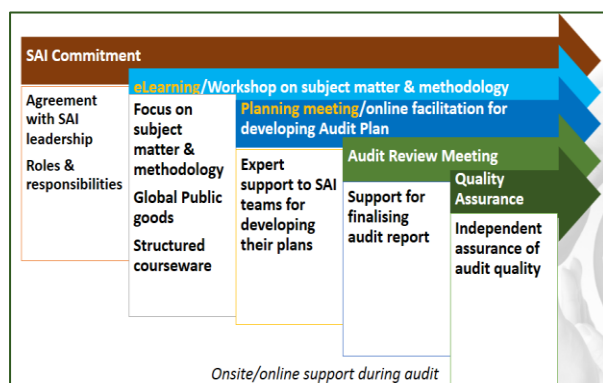 SAI Commitment
eLearning/Workshop on subject matter & methodology
Agreement
with SAI
leadership
Roles &
responsibilities
Focus on
subject
matter &
methodology
Global Public
goods
Structured
courseware
Planning meeting/online facilitation for
developing Audit Plan
Expert
support to SAI
teams for
developing
their plans
Audit Review Meeting
Support for
finalising
audit report
Quality
Assurance
Independent
assurance of
audit quality
Onsite/online support during audit